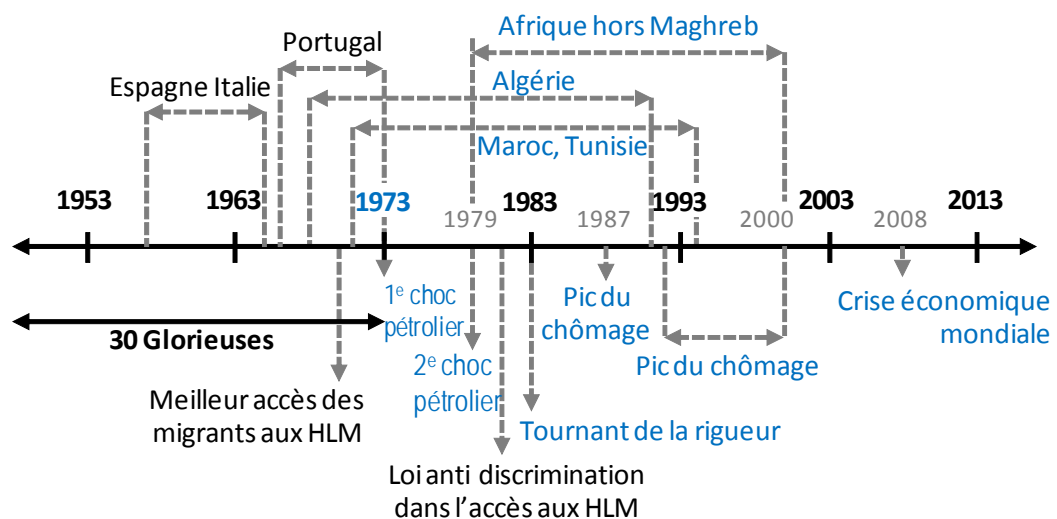 Afrique hors Maghreb
Portugal
Espagne Italie
Algérie
Maroc, Tunisie
1953
1963
1973
1979
1983
1987
1993
2000
2003
2008
2013
1e choc
pétrolier
30 Glorieuses
2e choc
pétrolier
Pic du
chômage
Pic du chômage
Crise économique
mondiale
Meilleur accès des
migrants aux HLM
Tournant de la rigueur
Loi anti discrimination
dans l'accès aux HLM